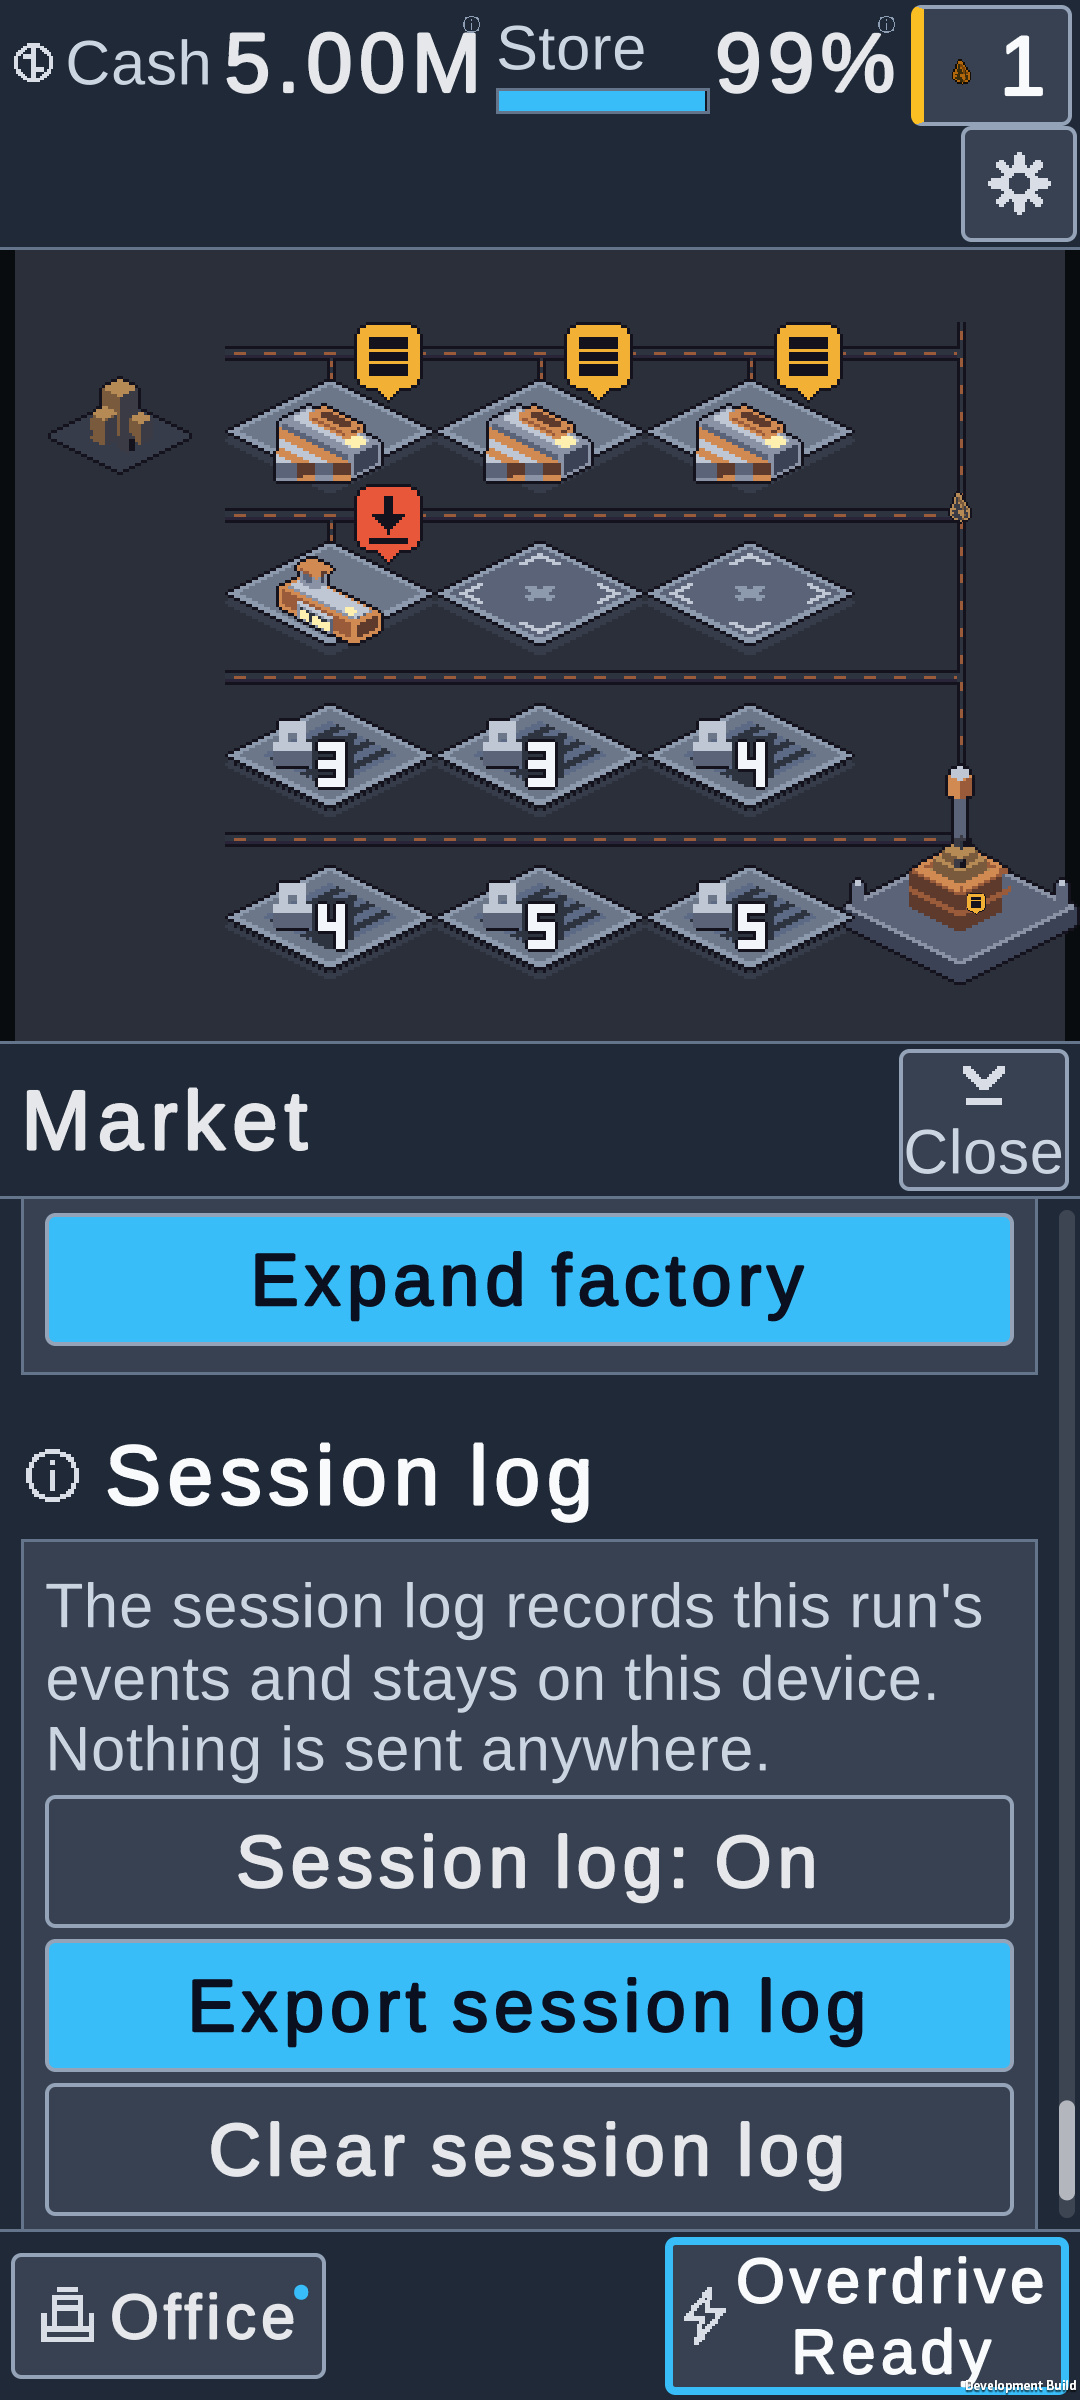 Cash 5.00M Store 99% 1
3 3 4
4 5 5
Market
Close
Expand factory
Session log
The session log records this run's
events and stays on this device.
Nothing is sent anywhere.
Session log: On
Export session log
Clear session log
Office
Overdrive
Ready
Development Build